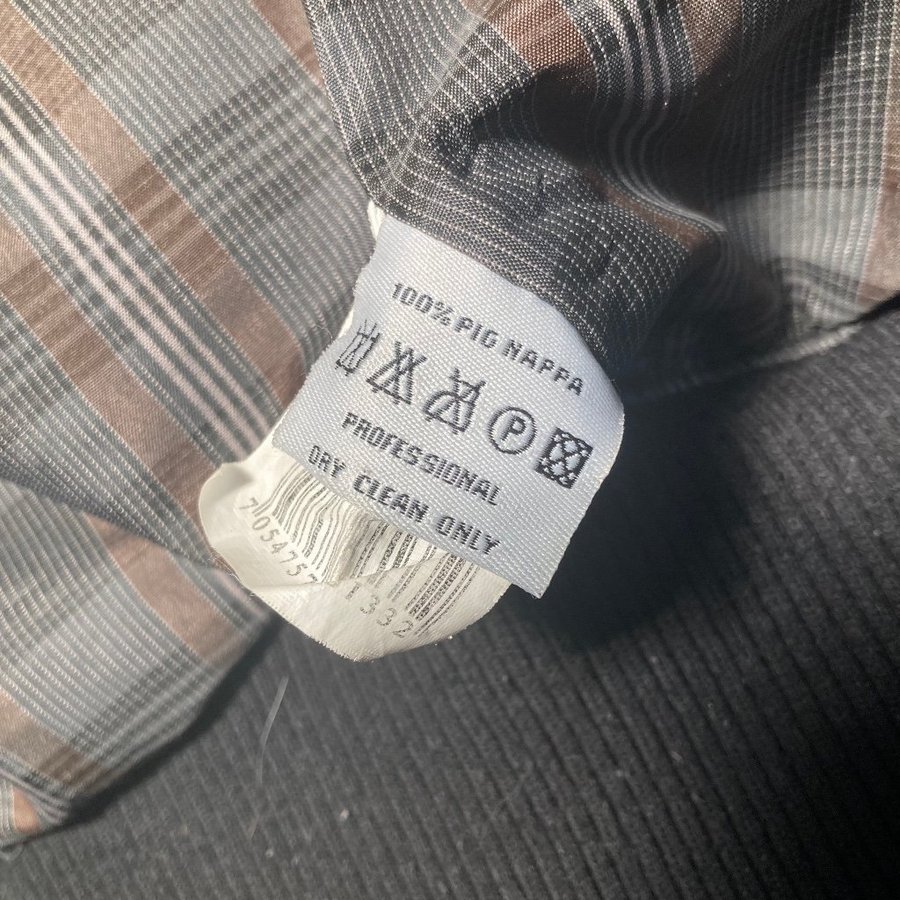 100% PIG NAPPA
P
PROFESSIONAL
DRY CLEAN ONLY